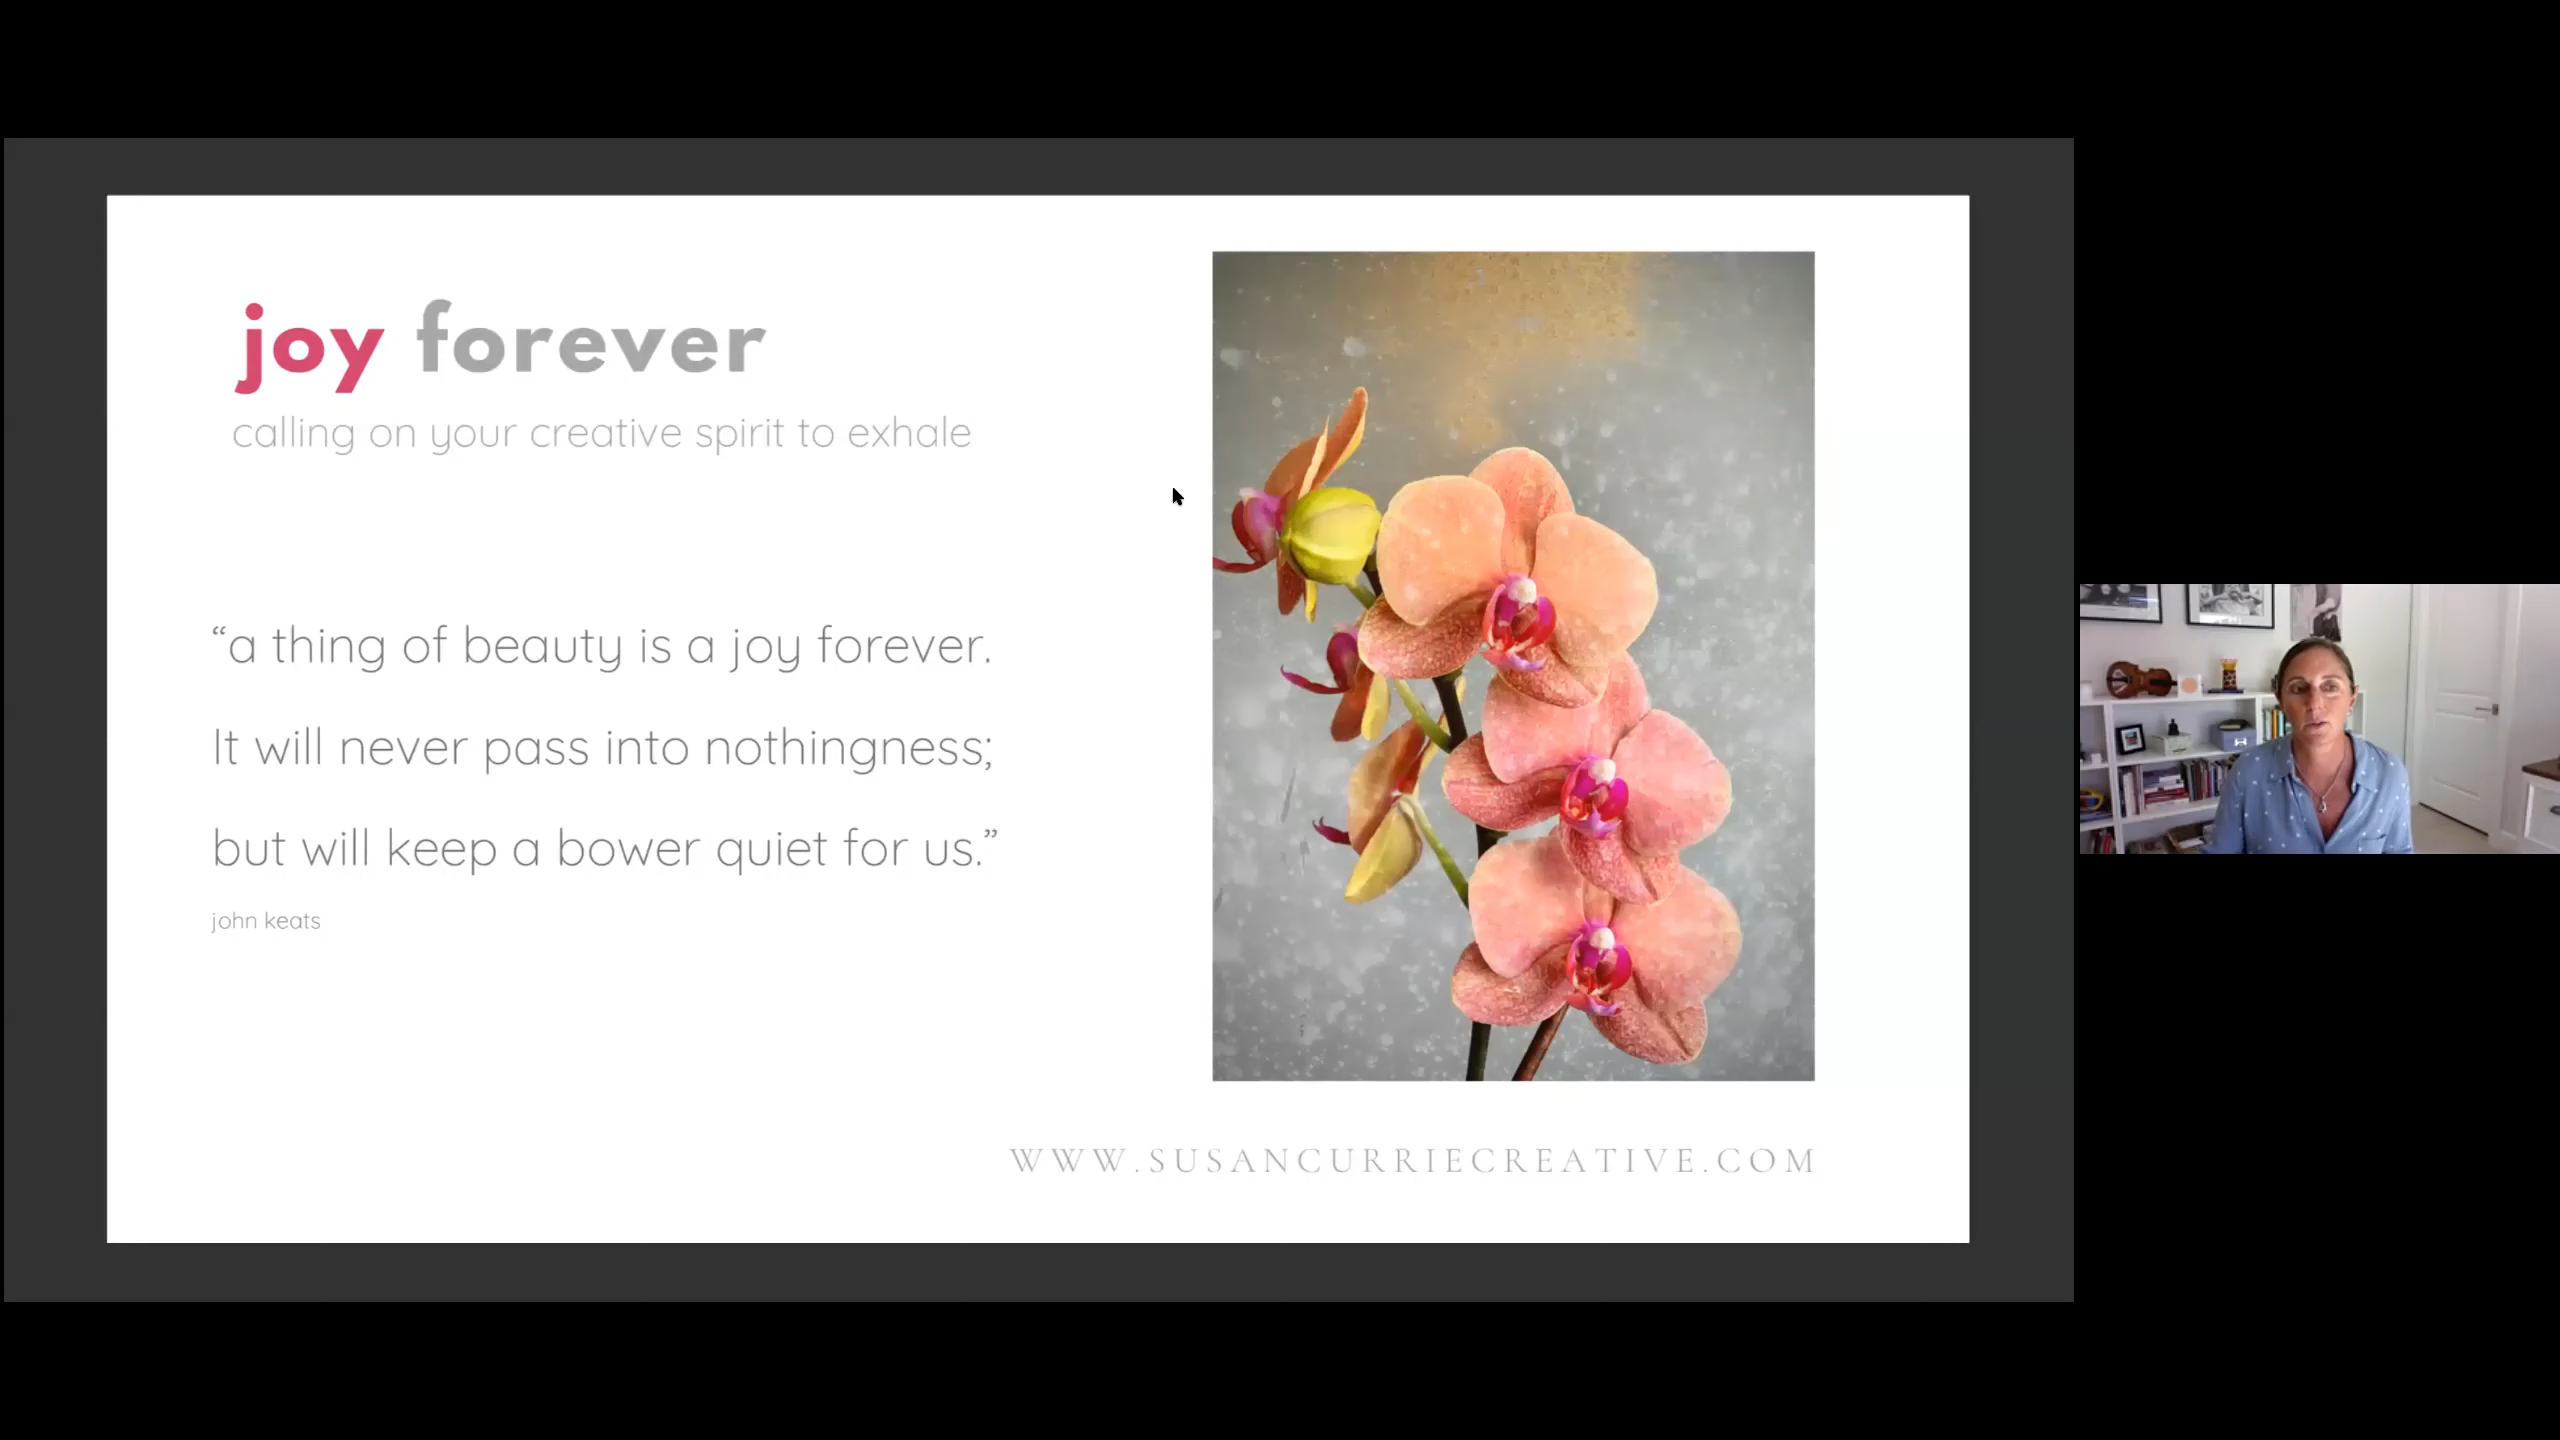 joy forever
calling on your creative spirit to exhale
“a thing of beauty is a joy forever.
It will never pass into nothingness;
but will keep a bower quiet for us.”
john keats
WWW.SUSANCURRIECREATIVE.COM